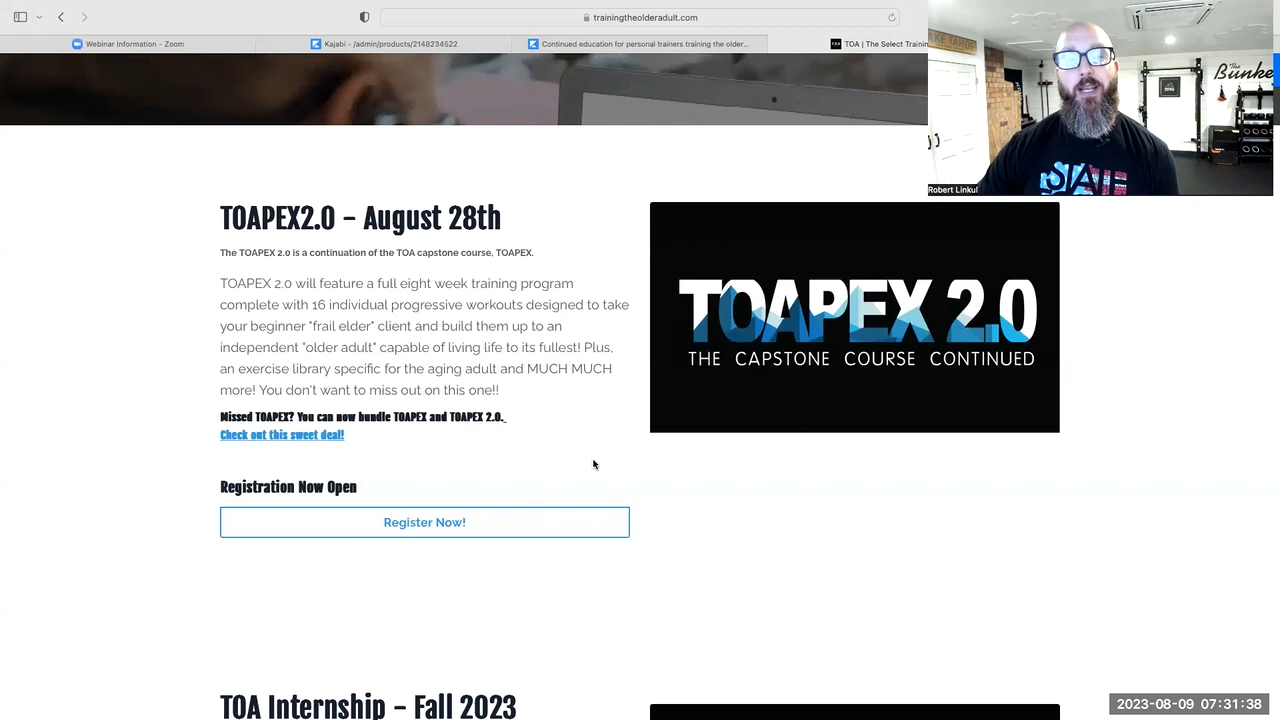 trainingtheolderadult.com
Webinar Information - Zoom
Kajabi - /admin/products/2148234522
Continued education for personal trainers training the older...
TOA | The Select Trainin
The
Bunke
KE TAHOE
STATE
Robert Linkul
TOAPEX2.0 - August 28th
The TOAPEX 2.0 is a continuation of the TOA capstone course, TOAPEX.
TOAPEX 2.0 will feature a full eight week training program
complete with 16 individual progressive workouts designed to take
your beginner "frail elder" client and build them up to an
independent "older adult" capable of living life to its fullest! Plus,
an exercise library specific for the aging adult and MUCH MUCH
more! You don't want to miss out on this one!!
Missed TOAPEX? You can now bundle TOAPEX and TOAPEX 2.0.
Check out this sweet deal!
TOAPEX 2.0
THE CAPSTONE COURSE CONTINUED
Registration Now Open
Register Now!
TOA Internship - Fall 2023
2023-08-09 07:31:38